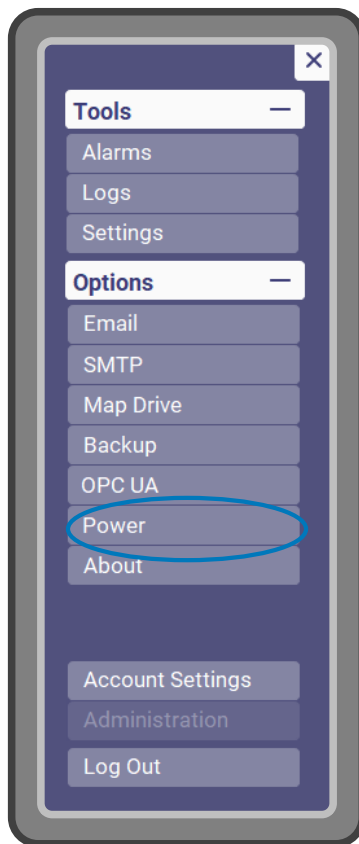 Tools
Alarms
Logs
Settings
Options
Email
SMTP
Map Drive
Backup
OPC UA
Power
About
Account Settings
Administration
Log Out